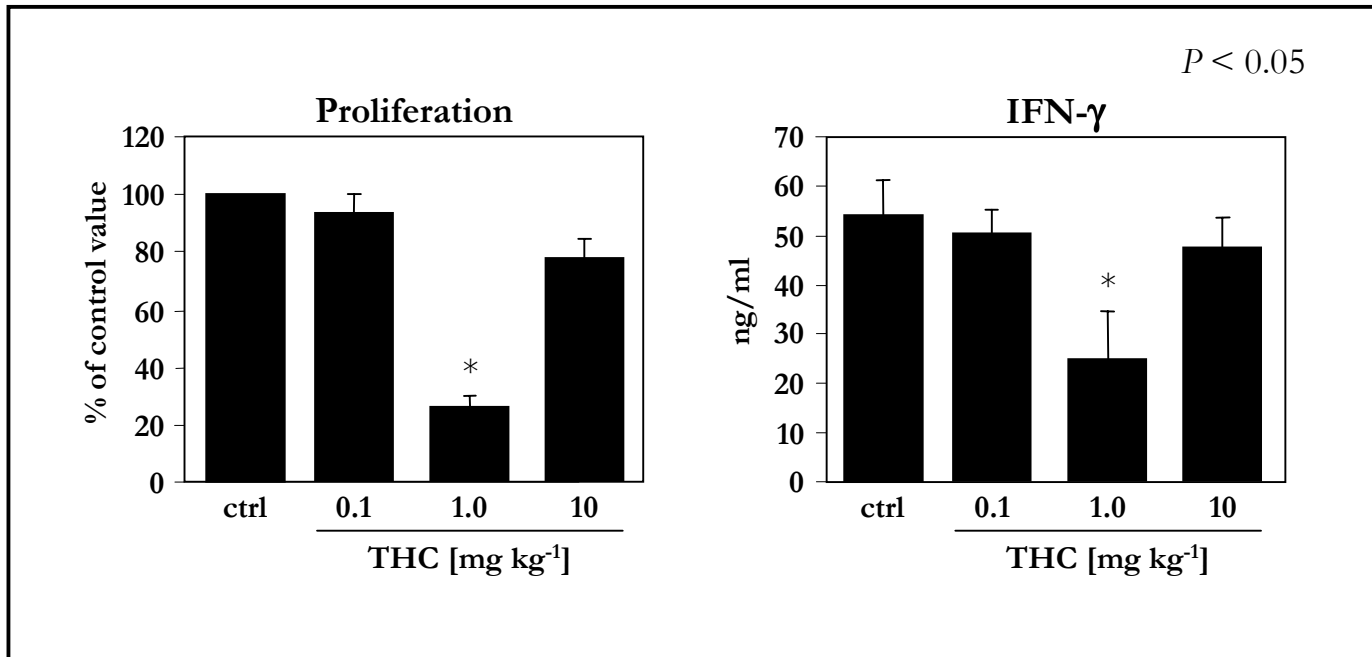 P < 0.05
Proliferation
% of control value
120
100
80
60
40
20
0
*
ctrl 0.1 1.0 10
THC [mg kg⁻¹]
IFN-γ
ng/ml
70
60
50
40
30
20
10
0
*
ctrl 0.1 1.0 10
THC [mg kg⁻¹]